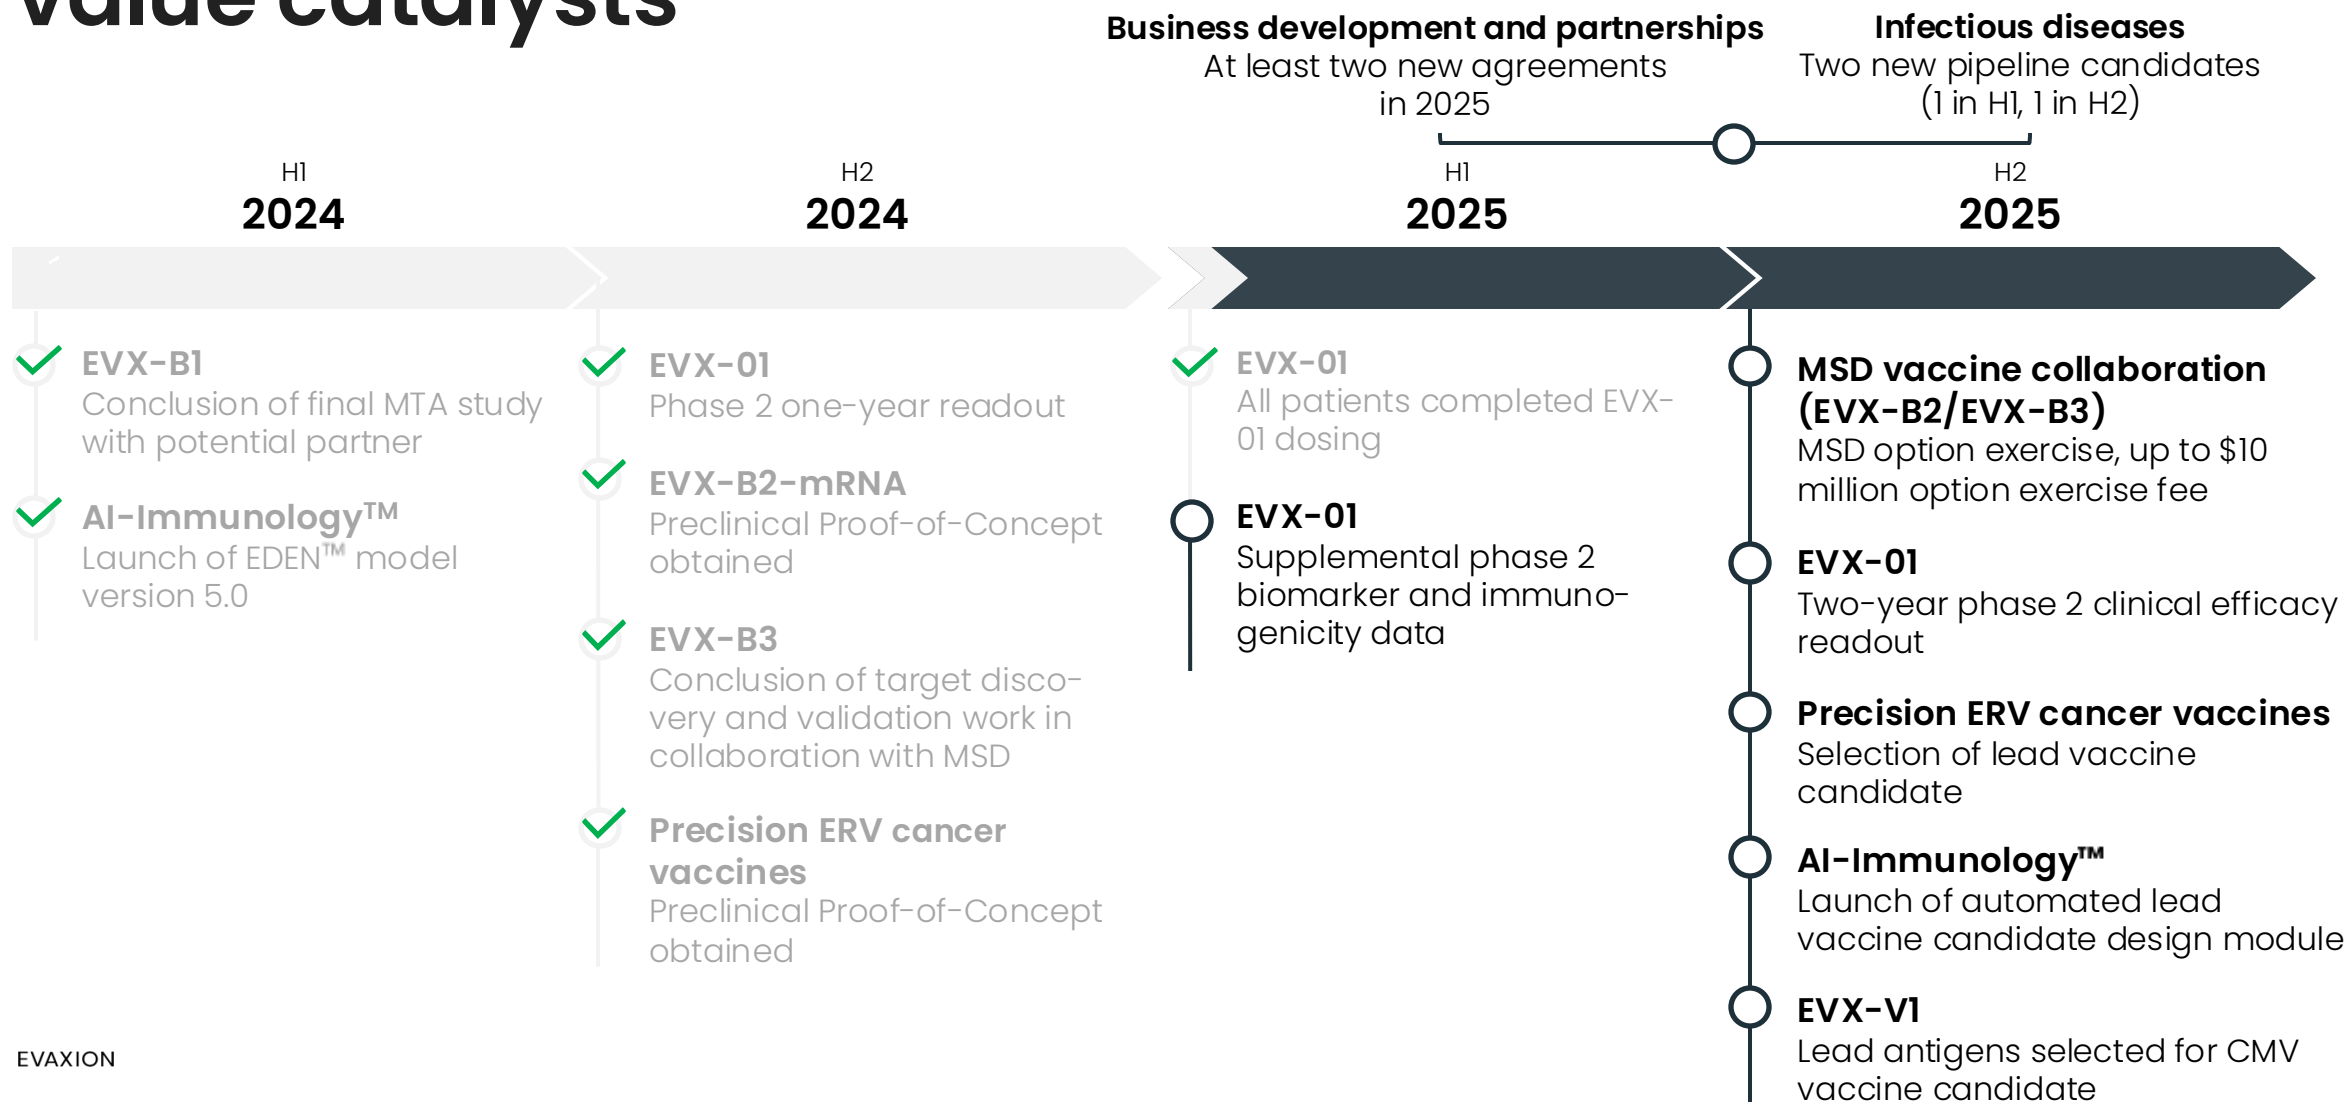 value catalysts
Business development and partnerships
At least two new agreements
in 2025
Infectious diseases
Two new pipeline candidates
(1 in H1, 1 in H2)
H1
2024
H2
2024
H1
2025
H2
2025
EVX-B1
Conclusion of final MTA study
with potential partner
AI-Immunology™
Launch of EDEN™ model
version 5.0
EVX-01
Phase 2 one-year readout
EVX-B2-mRNA
Preclinical Proof-of-Concept
obtained
EVX-B3
Conclusion of target disco-
very and validation work in
collaboration with MSD
Precision ERV cancer
vaccines
Preclinical Proof-of-Concept
obtained
EVX-01
All patients completed EVX-
01 dosing
EVX-01
Supplemental phase 2
biomarker and immuno-
genicity data
MSD vaccine collaboration
(EVX-B2/EVX-B3)
MSD option exercise, up to $10
million option exercise fee
EVX-01
Two-year phase 2 clinical efficacy
readout
Precision ERV cancer vaccines
Selection of lead vaccine
candidate
AI-Immunology™
Launch of automated lead
vaccine candidate design module
EVX-V1
Lead antigens selected for CMV
vaccine candidate
EVAXION